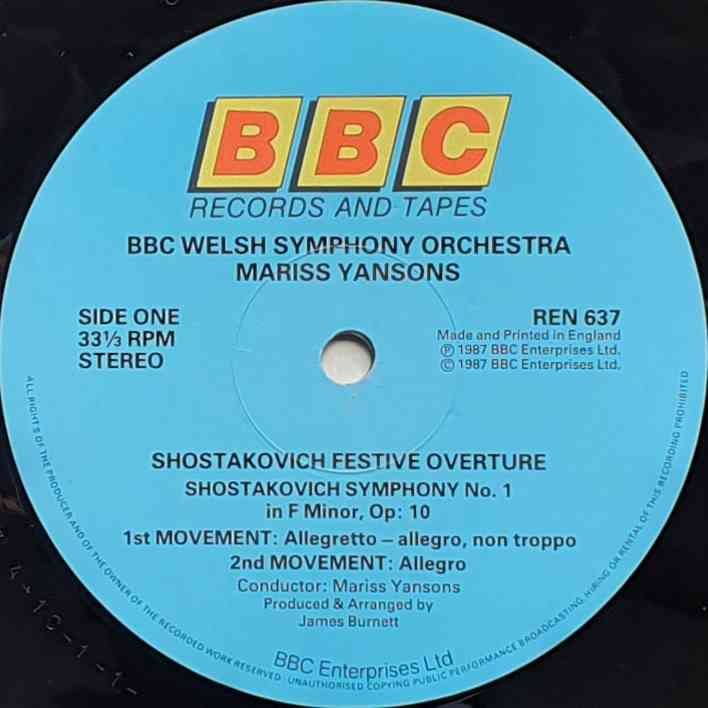 BBC
RECORDS AND TAPES
BBC WELSH SYMPHONY ORCHESTRA
MARISS YANSONS
SIDE ONE
33⅓ RPM
STEREO
REN 637
Made and Printed in England
Ⓟ 1987 BBC Enterprises Ltd.
© 1987 BBC Enterprises Ltd.
SHOSTAKOVICH FESTIVE OVERTURE
SHOSTAKOVICH SYMPHONY No. 1
in F Minor, Op: 10
1st MOVEMENT: Allegretto – allegro, non troppo
2nd MOVEMENT: Allegro
Conductor: Mariss Yansons
Produced & Arranged by
James Burnett
BBC Enterprises Ltd
ALL RIGHTS OF THE PRODUCER AND OF THE OWNER OF THE RECORDED WORK RESERVED · UNAUTHORISED COPYING PUBLIC PERFORMANCE BROADCASTING, HIRING OR RENTAL OF THIS RECORDING PROHIBITED